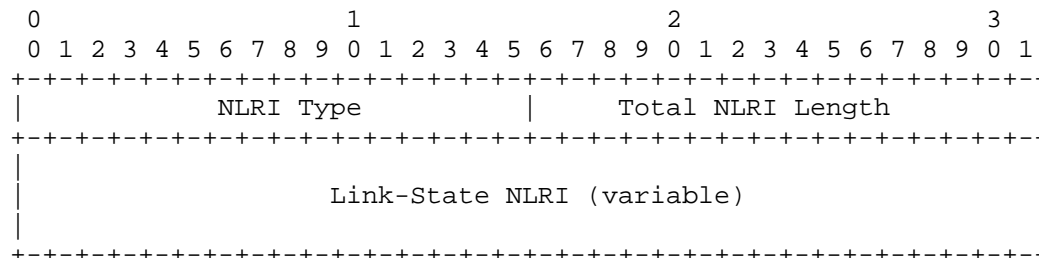 0                   1                   2                   3
 0 1 2 3 4 5 6 7 8 9 0 1 2 3 4 5 6 7 8 9 0 1 2 3 4 5 6 7 8 9 0 1
+-+-+-+-+-+-+-+-+-+-+-+-+-+-+-+-+-+-+-+-+-+-+-+-+-+-+-+-+-+-+-+-
|            NLRI Type          |     Total NLRI Length
+-+-+-+-+-+-+-+-+-+-+-+-+-+-+-+-+-+-+-+-+-+-+-+-+-+-+-+-+-+-+-+-
|
|                   Link-State NLRI (variable)
|
+-+-+-+-+-+-+-+-+-+-+-+-+-+-+-+-+-+-+-+-+-+-+-+-+-+-+-+-+-+-+-+-